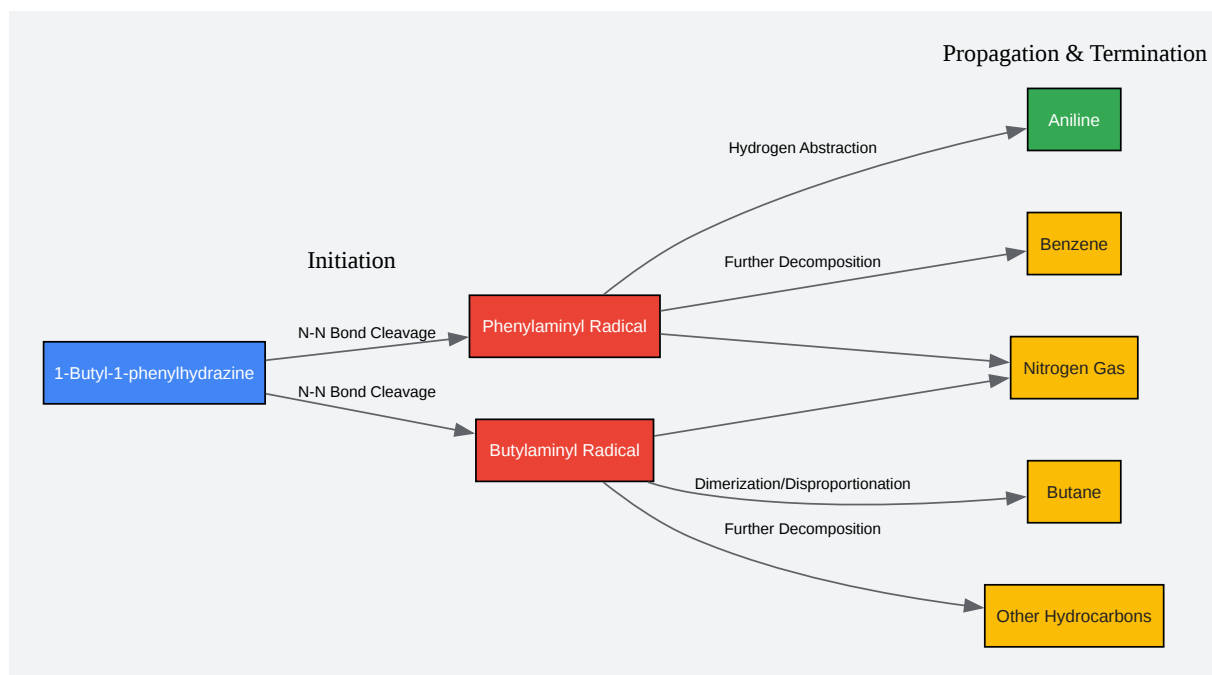 Propagation & Termination
Aniline
Hydrogen Abstraction
Benzene
Further Decomposition
Initiation
Phenylaminyl Radical
N-N Bond Cleavage
1-Butyl-1-phenylhydrazine
Nitrogen Gas
N-N Bond Cleavage
Butylaminyl Radical
Dimerization/Disproportionation
Butane
Further Decomposition
Other Hydrocarbons